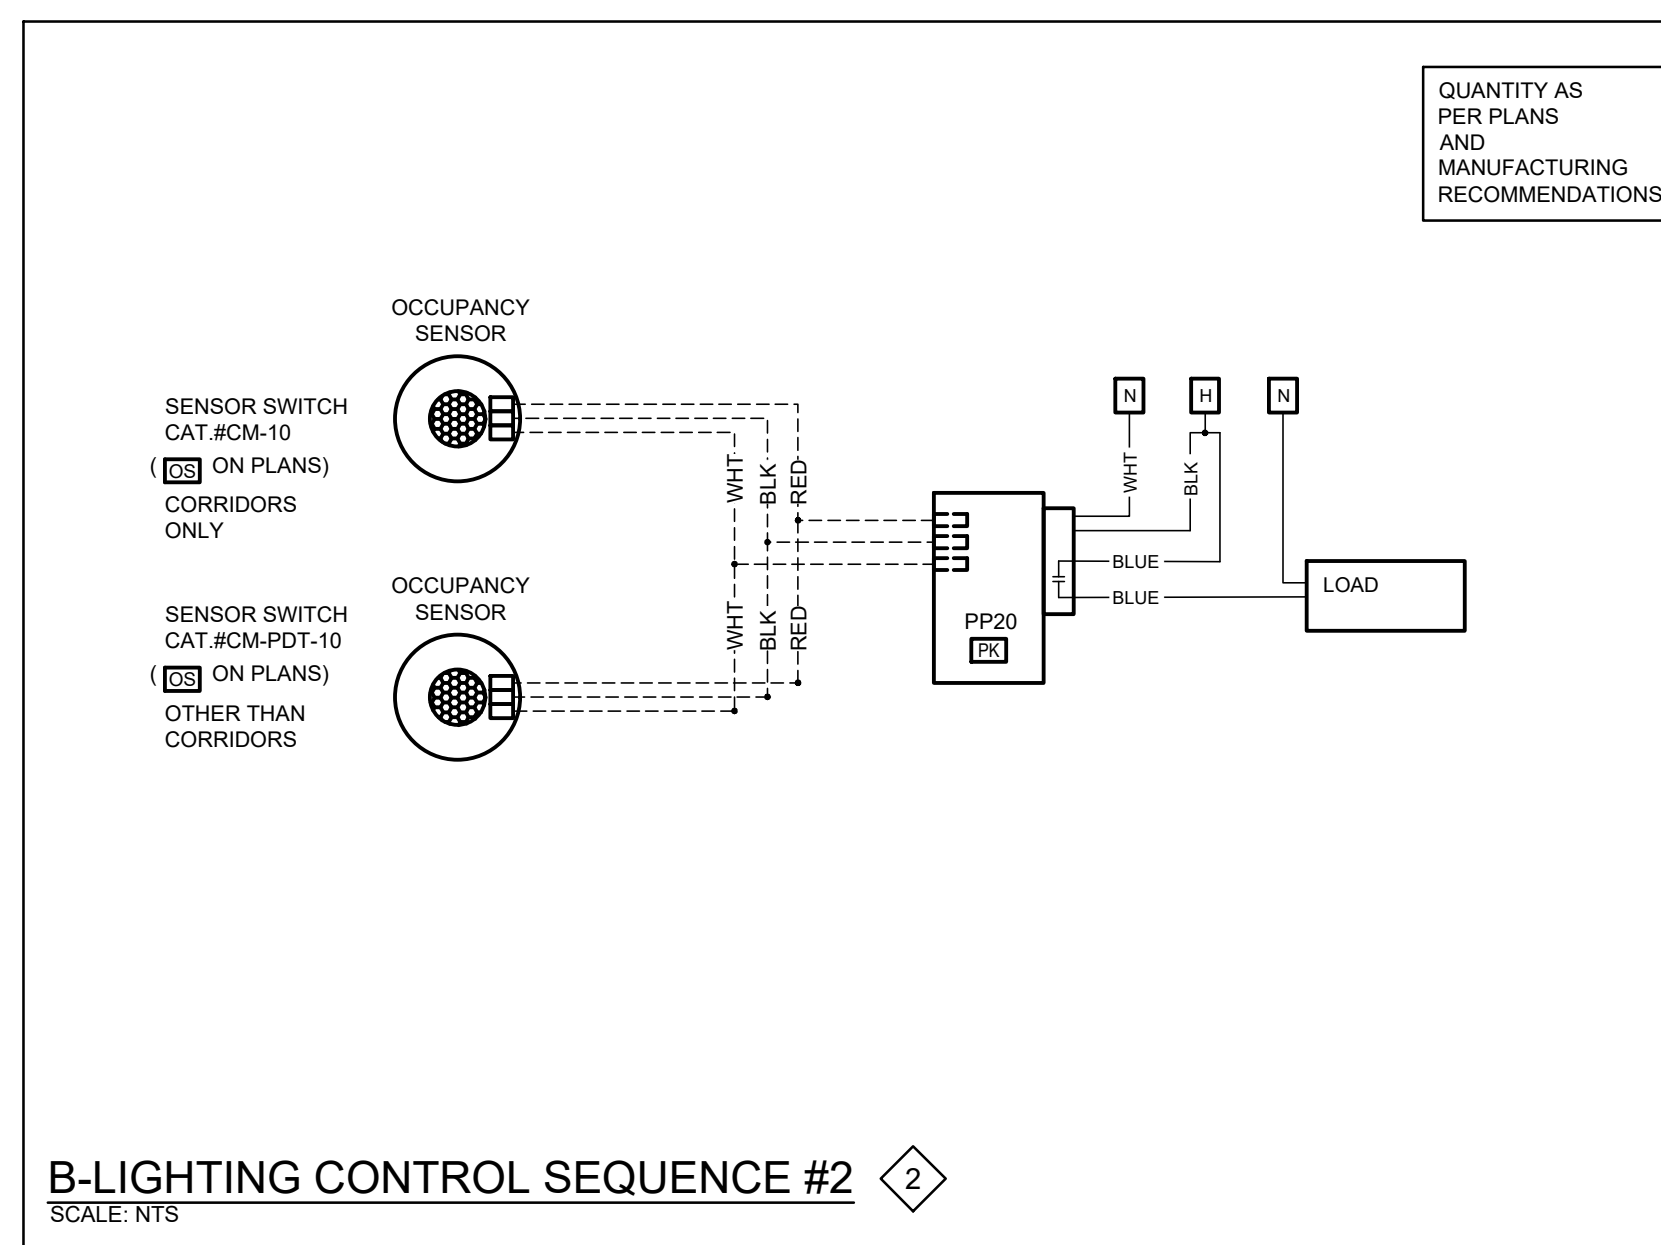 QUANTITY AS
PER PLANS
AND
MANUFACTURING
RECOMMENDATIONS
OCCUPANCY
SENSOR
SENSOR SWITCH
CAT.#CM-10
( OS ON PLANS)
CORRIDORS
ONLY
OCCUPANCY
SENSOR
SENSOR SWITCH
CAT.#CM-PDT-10
( OS ON PLANS)
OTHER THAN
CORRIDORS
WHT
BLK
RED
WHT
BLK
RED
N
H
N
WHT
BLK
BLUE
BLUE
LOAD
PP20
PK
B-LIGHTING CONTROL SEQUENCE #2
2
SCALE: NTS